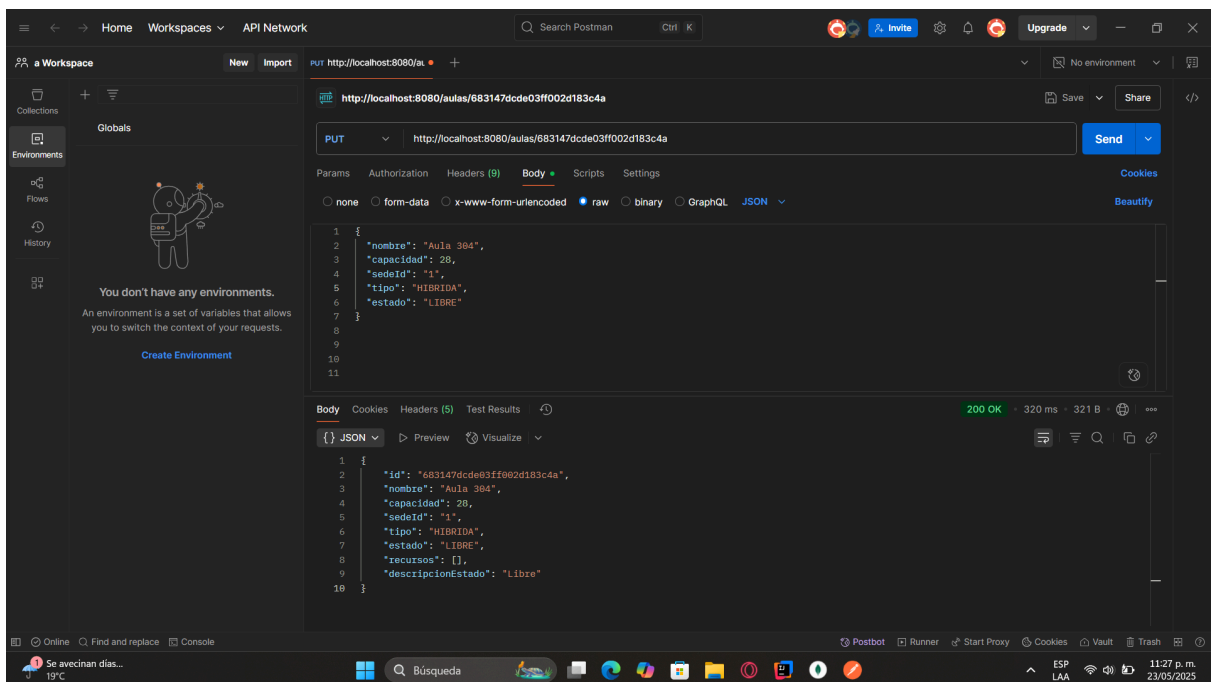 Home Workspaces API Network Search Postman Ctrl K Invite Upgrade
a Workspace New Import PUT http://localhost:8080/au No environment
Collections
Environments
Flows
History
Globals
You don't have any environments.
An environment is a set of variables that allows
you to switch the context of your requests.
Create Environment
HTTP http://localhost:8080/aulas/683147dcde03ff002d183c4a Save Share
PUT http://localhost:8080/aulas/683147dcde03ff002d183c4a Send
Params Authorization Headers (9) Body Scripts Settings Cookies
none form-data x-www-form-urlencoded raw binary GraphQL JSON Beautify
1 {
2 "nombre": "Aula 304",
3 "capacidad": 28,
4 "sedeId": "1",
5 "tipo": "HIBRIDA",
6 "estado": "LIBRE"
7 }
8
9
10
11
Body Cookies Headers (5) Test Results 200 OK 320 ms 321 B
{} JSON Preview Visualize
1 {
2 "id": "683147dcde03ff002d183c4a",
3 "nombre": "Aula 304",
4 "capacidad": 28,
5 "sedeId": "1",
6 "tipo": "HIBRIDA",
7 "estado": "LIBRE",
8 "recursos": [],
9 "descripcionEstado": "Libre"
10 }
Online Find and replace Console Postbot Runner Start Proxy Cookies Vault Trash
1 Se avecinan días...
19°C
Búsqueda
ESP
LAA
11:27 p. m.
23/05/2025